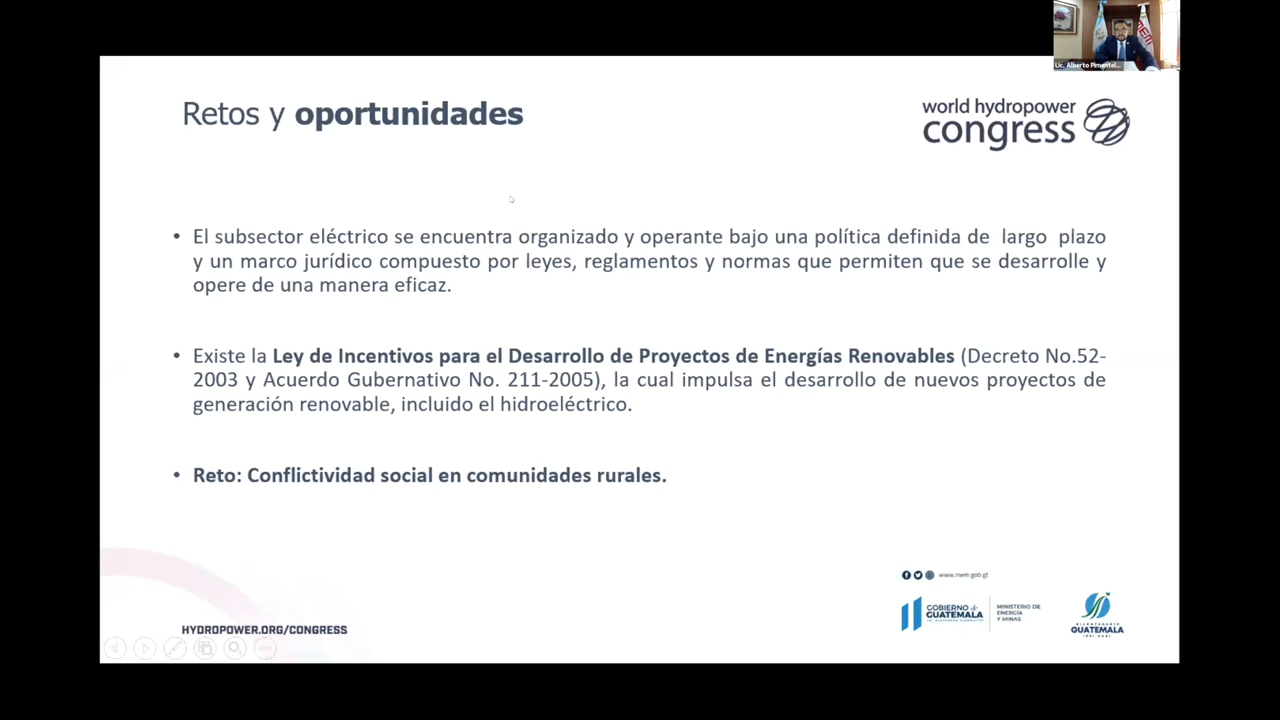 Lic. Alberto Pimentel...
Retos y oportunidades
world hydropower
congress
• El subsector eléctrico se encuentra organizado y operante bajo una política definida de largo plazo
y un marco jurídico compuesto por leyes, reglamentos y normas que permiten que se desarrolle y
opere de una manera eficaz.
• Existe la Ley de Incentivos para el Desarrollo de Proyectos de Energías Renovables (Decreto No.52-
2003 y Acuerdo Gubernativo No. 211-2005), la cual impulsa el desarrollo de nuevos proyectos de
generación renovable, incluido el hidroeléctrico.
• Reto: Conflictividad social en comunidades rurales.
www.mem.gob.gt
GOBIERNO de
GUATEMALA
MINISTERIO DE
ENERGÍA
Y MINAS
BICENTENARIO
GUATEMALA
HYDROPOWER.ORG/CONGRESS